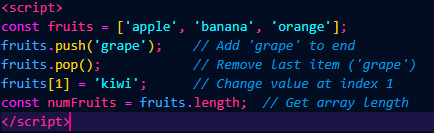 <script>
const fruits = ['apple', 'banana', 'orange'];
fruits.push('grape');    // Add 'grape' to end
fruits.pop();            // Remove last item ('grape')
fruits[1] = 'kiwi';      // Change value at index 1
const numFruits = fruits.length;  // Get array length
</script>